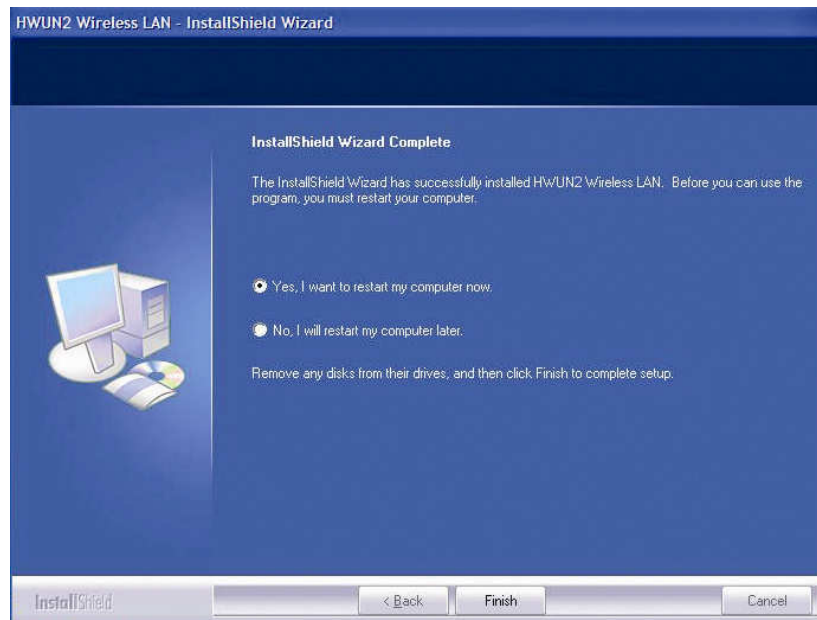 HWUN2 Wireless LAN - InstallShield Wizard
InstallShield Wizard Complete
The InstallShield Wizard has successfully installed HWUN2 Wireless LAN. Before you can use the
program, you must restart your computer.
Yes, I want to restart my computer now.
No, I will restart my computer later.
Remove any disks from their drives, and then click Finish to complete setup.
InstallShield
< Back
Finish
Cancel